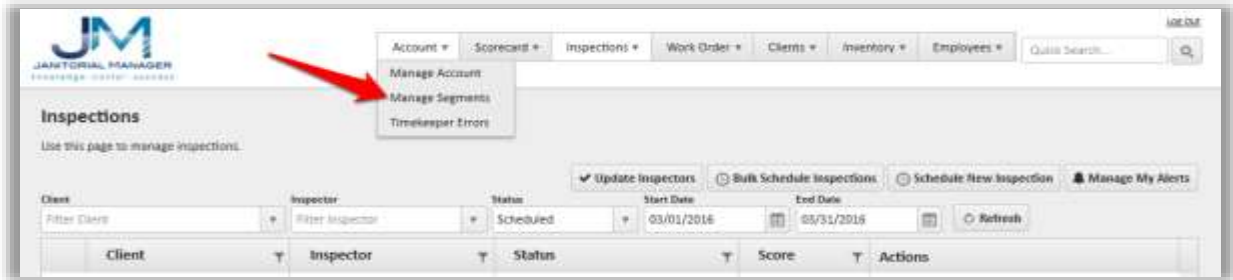 Log Out
JM
JANITORIAL MANAGER
Account Scorecard Inspections Work Order Clients Inventory Employees Quick Search...
Manage Account
Manage Segments
Timekeeper Errors
Inspections
Use this page to manage inspections.
Update Inspectors Bulk Schedule Inspections Schedule New Inspection Manage My Alerts
Client Inspector Status Start Date End Date
Filter Client Filter Inspector Scheduled 03/01/2016 03/31/2016 Refresh
Client Inspector Status Score Actions